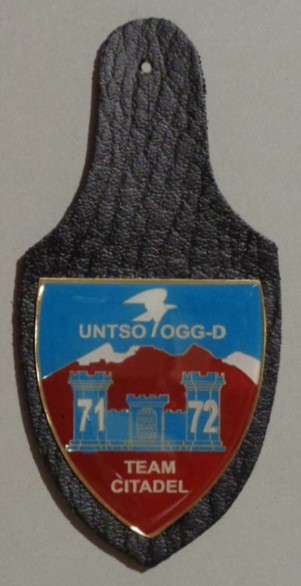 UNTSO OGG-D
71 72
TEAM
CITADEL